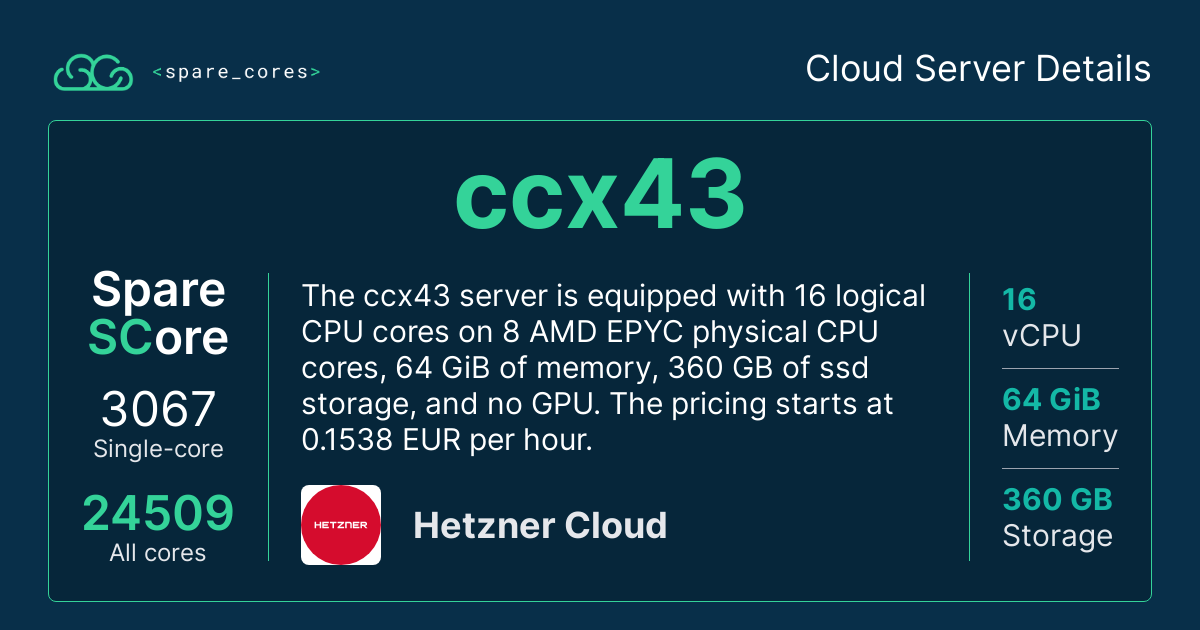 <spare_cores>
Cloud Server Details
ccx43
Spare
SCore
3067
Single-core
24509
All cores
The ccx43 server is equipped with 16 logical
CPU cores on 8 AMD EPYC physical CPU
cores, 64 GiB of memory, 360 GB of ssd
storage, and no GPU. The pricing starts at
0.1538 EUR per hour.
HETZNER
Hetzner Cloud
16
vCPU
64 GiB
Memory
360 GB
Storage